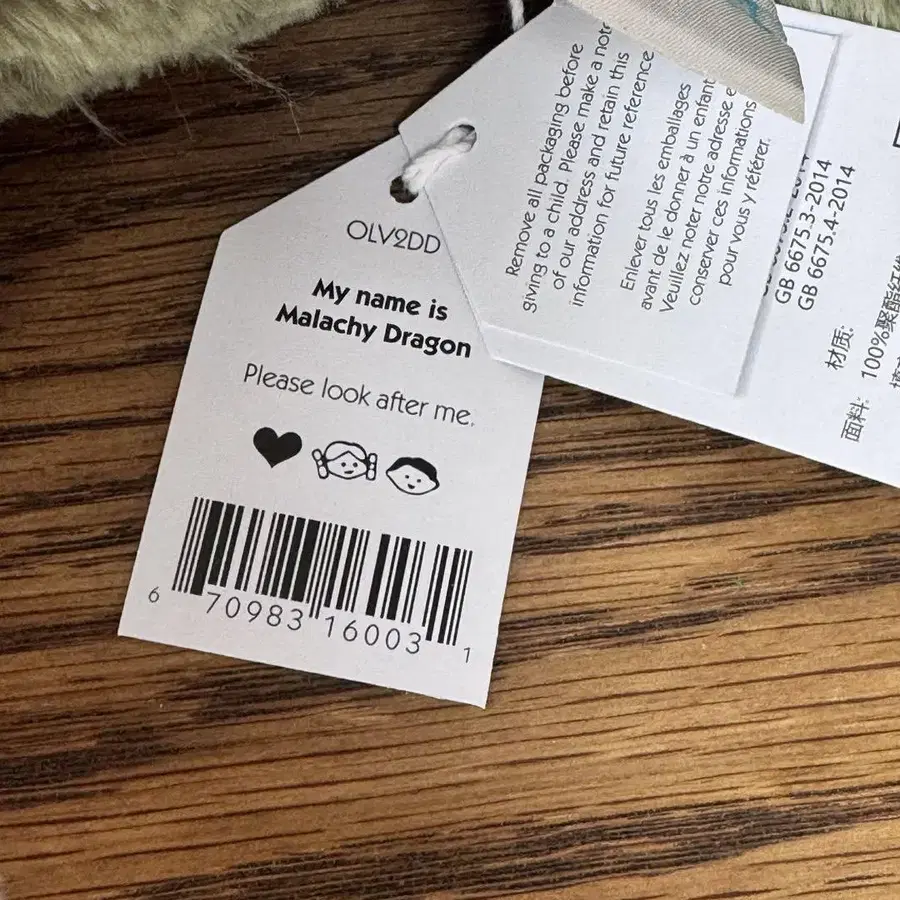 OLV2DD
My name is
Malachy Dragon
Please look after me.
6 70983 16003 1
Remove all packaging before
giving to a child. Please make a note
of our address and retain this
information for future reference
Enlever tous les emballages
avant de le donner à un enfant
Veuillez noter notre adresse e
conserver ces informations
pour vous y référer.
GB 6675.3-2014
GB 6675.4-2014
材质:
面料: 100%聚酯纤维